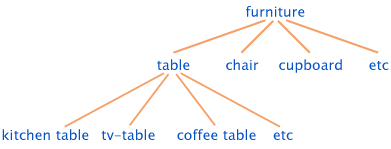 furniture
table chair cupboard etc
kitchen table tv-table coffee table etc